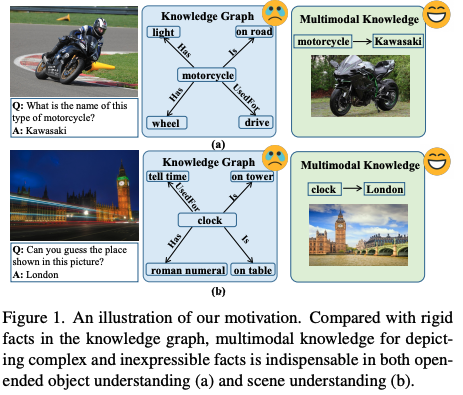 Knowledge Graph
light
on road
Has
Is
motorcycle
Has
UsedFor
wheel
drive
Multimodal Knowledge
motorcycle
Kawasaki
Q: What is the name of this
type of motorcycle?
A: Kawasaki
(a)
Knowledge Graph
tell time
on tower
UsedFor
Is
clock
Has
Is
roman numeral
on table
Multimodal Knowledge
clock
London
Q: Can you guess the place
shown in this picture?
A: London
(b)
Figure 1. An illustration of our motivation. Compared with rigid
facts in the knowledge graph, multimodal knowledge for depict-
ing complex and inexpressible facts is indispensable in both open-
ended object understanding (a) and scene understanding (b).